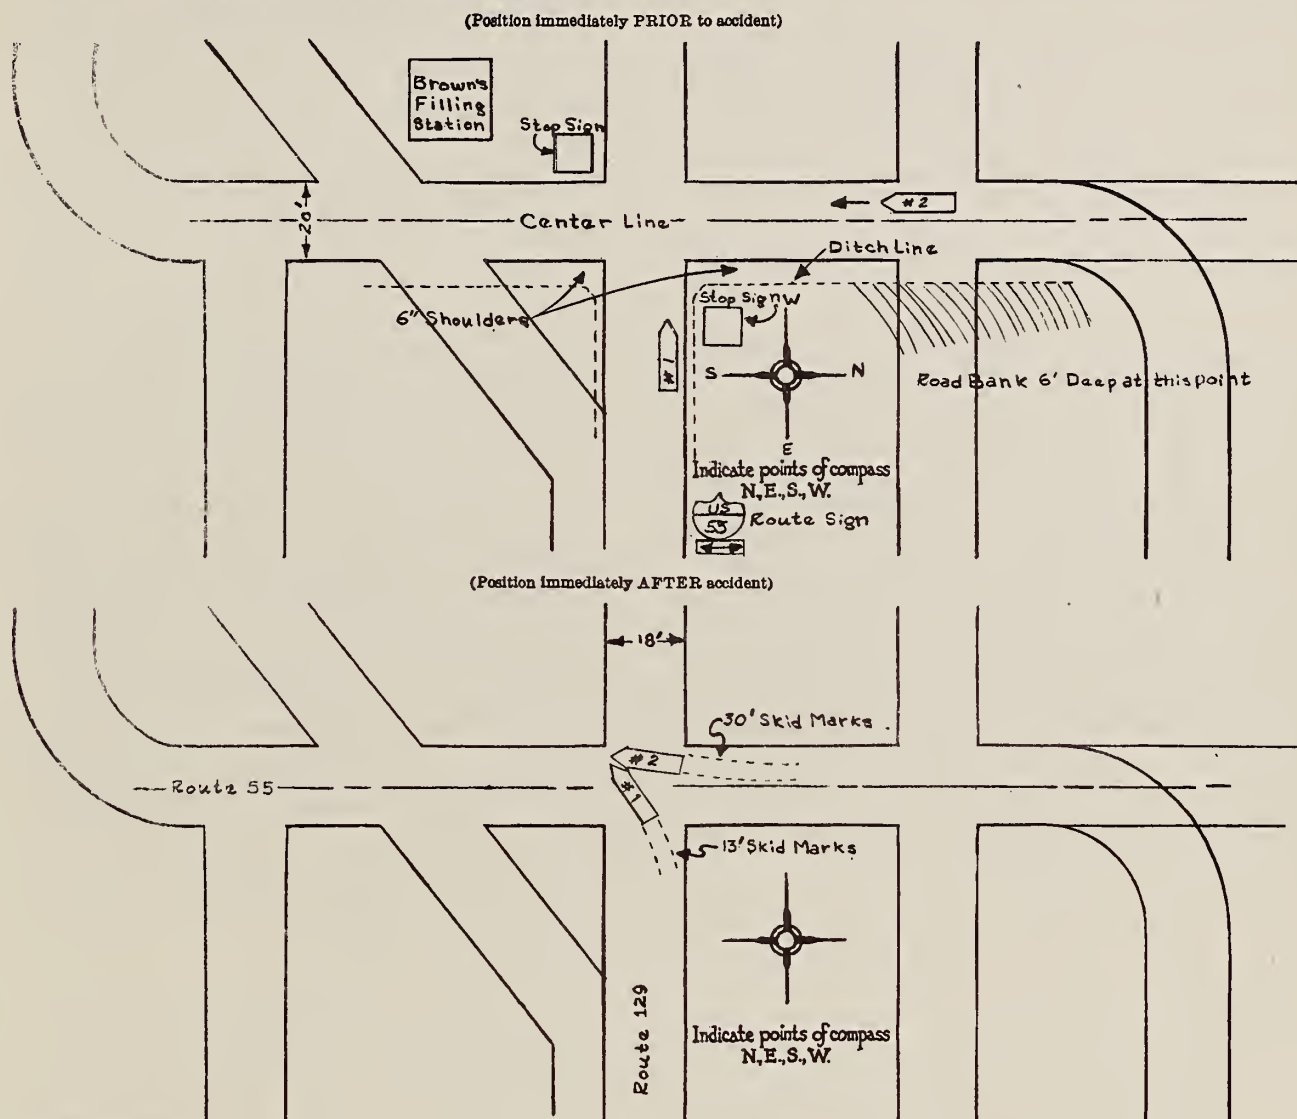 (Position immediately PRIOR to accident)
Brown's
Filling
Station
Stop Sign
20'
Center Line
#2
Ditch Line
6" Shoulders
Stop Sign
W
#1
S
N
Road Bank 6' Deep at this point
E
Indicate points of compass
N., E., S., W.
US
55
Route Sign
(Position immediately AFTER accident)
18'
30' Skid Marks
#2
Route 55
#1
13' Skid Marks
Route 129
Indicate points of compass
N., E., S., W.